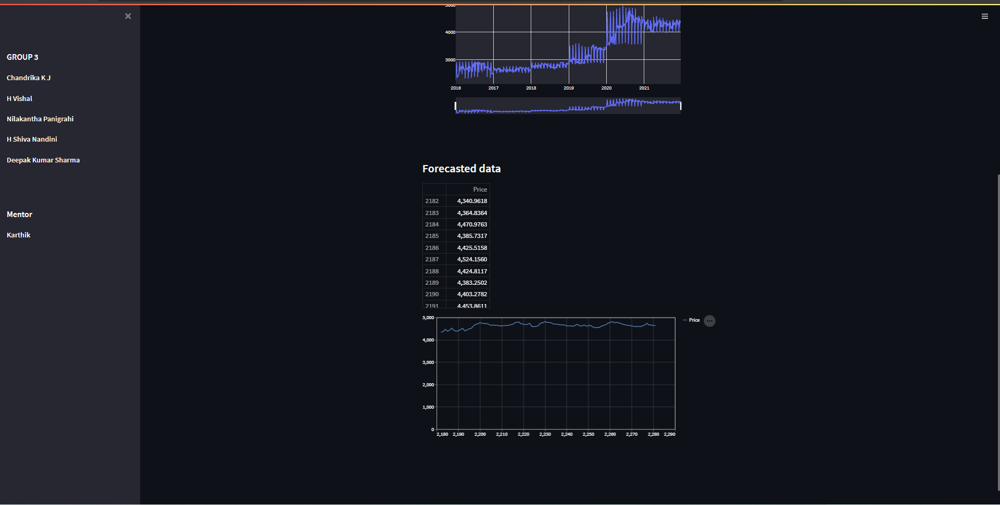 GROUP 3
Chandrika K J
H Vishal
Nilakantha Panigrahi
H Shiva Nandini
Deepak Kumar Sharma
Mentor
Karthik
5000
4000
3000
2016 2017 2018 2019 2020 2021
Forecasted data
Price
2182 4,340.9618
2183 4,364.8364
2184 4,470.9763
2185 4,385.7317
2186 4,425.5158
2187 4,524.1560
2188 4,424.8117
2189 4,383.2502
2190 4,403.2782
2191 4,453.8611
5,000
4,000
3,000
2,000
1,000
0
2,180 2,190 2,200 2,210 2,220 2,230 2,240 2,250 2,260 2,270 2,280 2,290
Price